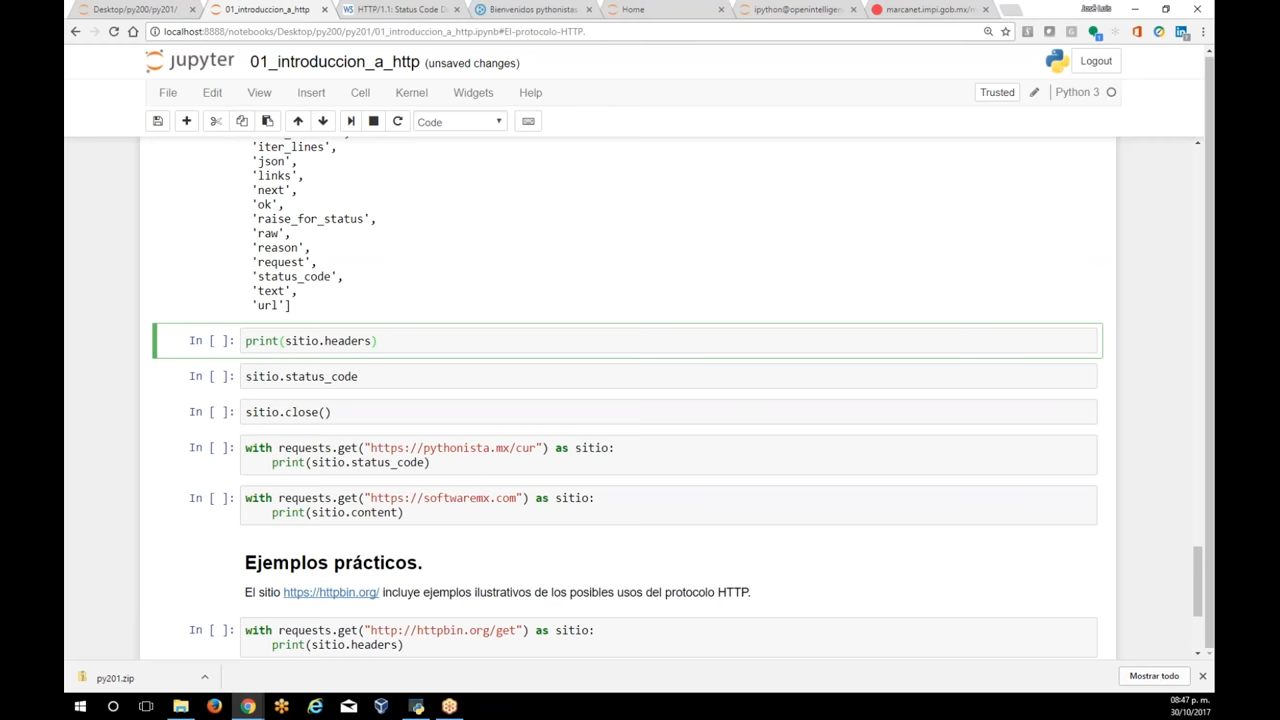 Desktop/py200/py201/
01_introduccion_a_http
HTTP/1.1: Status Code D
Bienvenidos pythonistas
Home
ipython@openintelligen
marcanet.impi.gob.mx/m
José Luis
localhost:8888/notebooks/Desktop/py200/py201/01_introduccion_a_http.ipynb#El-protocolo-HTTP.
jupyter 01_introduccion_a_http (unsaved changes)
Logout
File Edit View Insert Cell Kernel Widgets Help
Trusted
Python 3
Code
'iter_lines',
'json',
'links',
'next',
'ok',
'raise_for_status',
'raw',
'reason',
'request',
'status_code',
'text',
'url']
In [ ]: print(sitio.headers)
In [ ]: sitio.status_code
In [ ]: sitio.close()
In [ ]: with requests.get("https://pythonista.mx/cur") as sitio:
print(sitio.status_code)
In [ ]: with requests.get("https://softwaremx.com") as sitio:
print(sitio.content)
Ejemplos prácticos.
El sitio https://httpbin.org/ incluye ejemplos ilustrativos de los posibles usos del protocolo HTTP.
In [ ]: with requests.get("http://httpbin.org/get") as sitio:
print(sitio.headers)
py201.zip
Mostrar todo
08:47 p. m.
30/10/2017